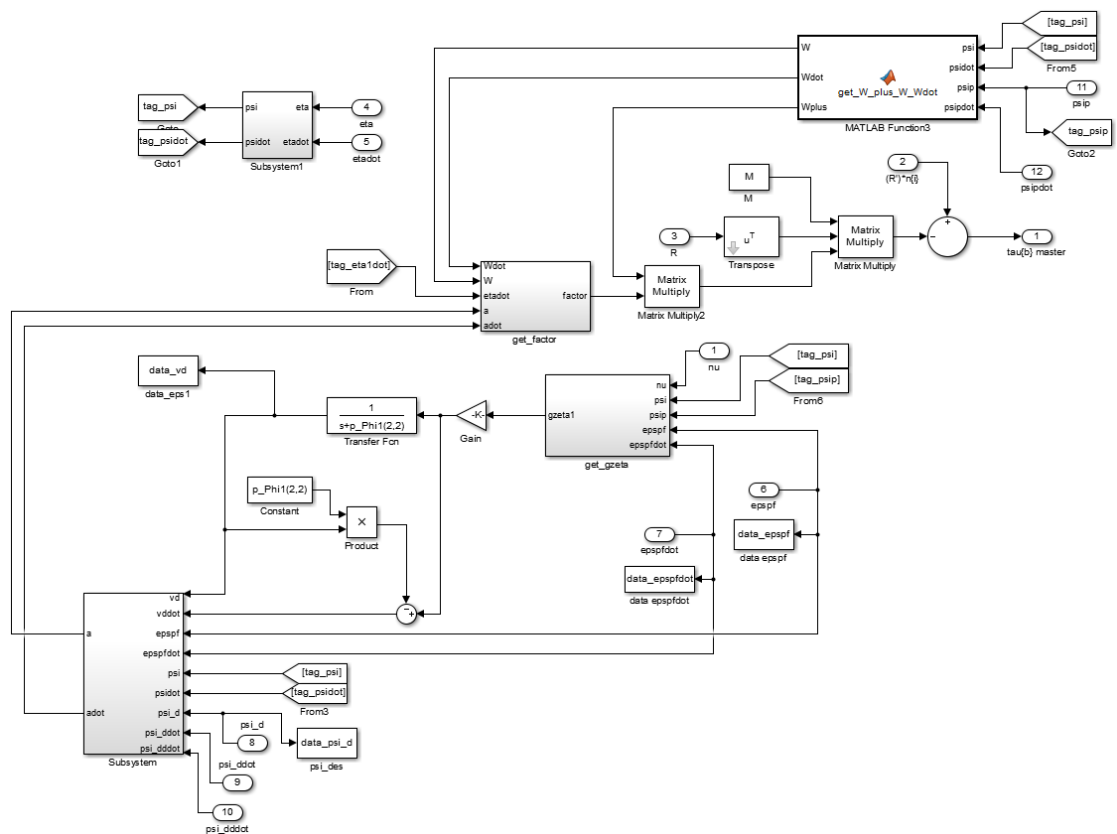 [tag_psi]
[tag_psidot]
From5
W
Wdot
Wplus
get_W_plus_W_Wdot
psi
psidot
psip
psipdot
MATLAB Function3
11
psip
[tag_psip]
Goto2
12
psipdot
tag_psi
Goto
tag_psidot
Goto1
psi
psidot
eta
etadot
Subsystem1
4
eta
5
etadot
2
(R')*n{i}
M
M
3
R
u^T
Transpose
Matrix
Multiply
Matrix Multiply
+
−
1
tau{b} master
[tag_eta1dot]
From
Wdot
W
etadot
a
adot
factor
get_factor
Matrix
Multiply
Matrix Multiply2
data_vd
data_eps1
1
s+p_Phi1(2,2)
Transfer Fcn
-K-
Gain
gzeta1
nu
psi
psip
epspf
epspfdot
get_gzeta
1
nu
[tag_psi]
[tag_psip]
From6
p_Phi1(2,2)
Constant
×
Product
6
epspf
data_epspf
data epspf
7
epspfdot
data_epspfdot
data epspfdot
−
+
a
adot
vd
vddot
epspf
epspfdot
psi
psidot
psi_d
psi_ddot
psi_dddot
Subsystem
[tag_psi]
[tag_psidot]
From3
psi_d
8
data_psi_d
psi_des
psi_ddot
9
10
psi_dddot